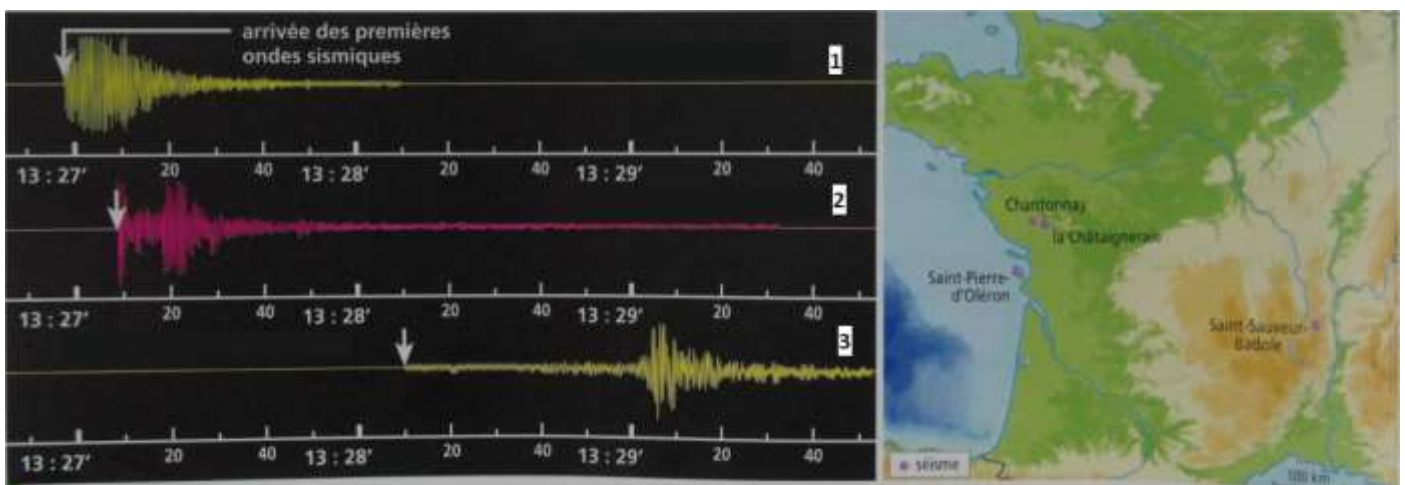 arrivée des premières
ondes sismiques
1
13 : 27' 20 40 13 : 28' 20 40 13 : 29' 20 40
2
13 : 27' 20 40 13 : 28' 20 40 13 : 29' 20 40
3
13 : 27' 20 40 13 : 28' 20 40 13 : 29' 20 40
Chantonnay
la Châtaigneraie
Saint-Pierre-
d'Oléron
Saint-Sauveur-
Badole
séisme
100 km